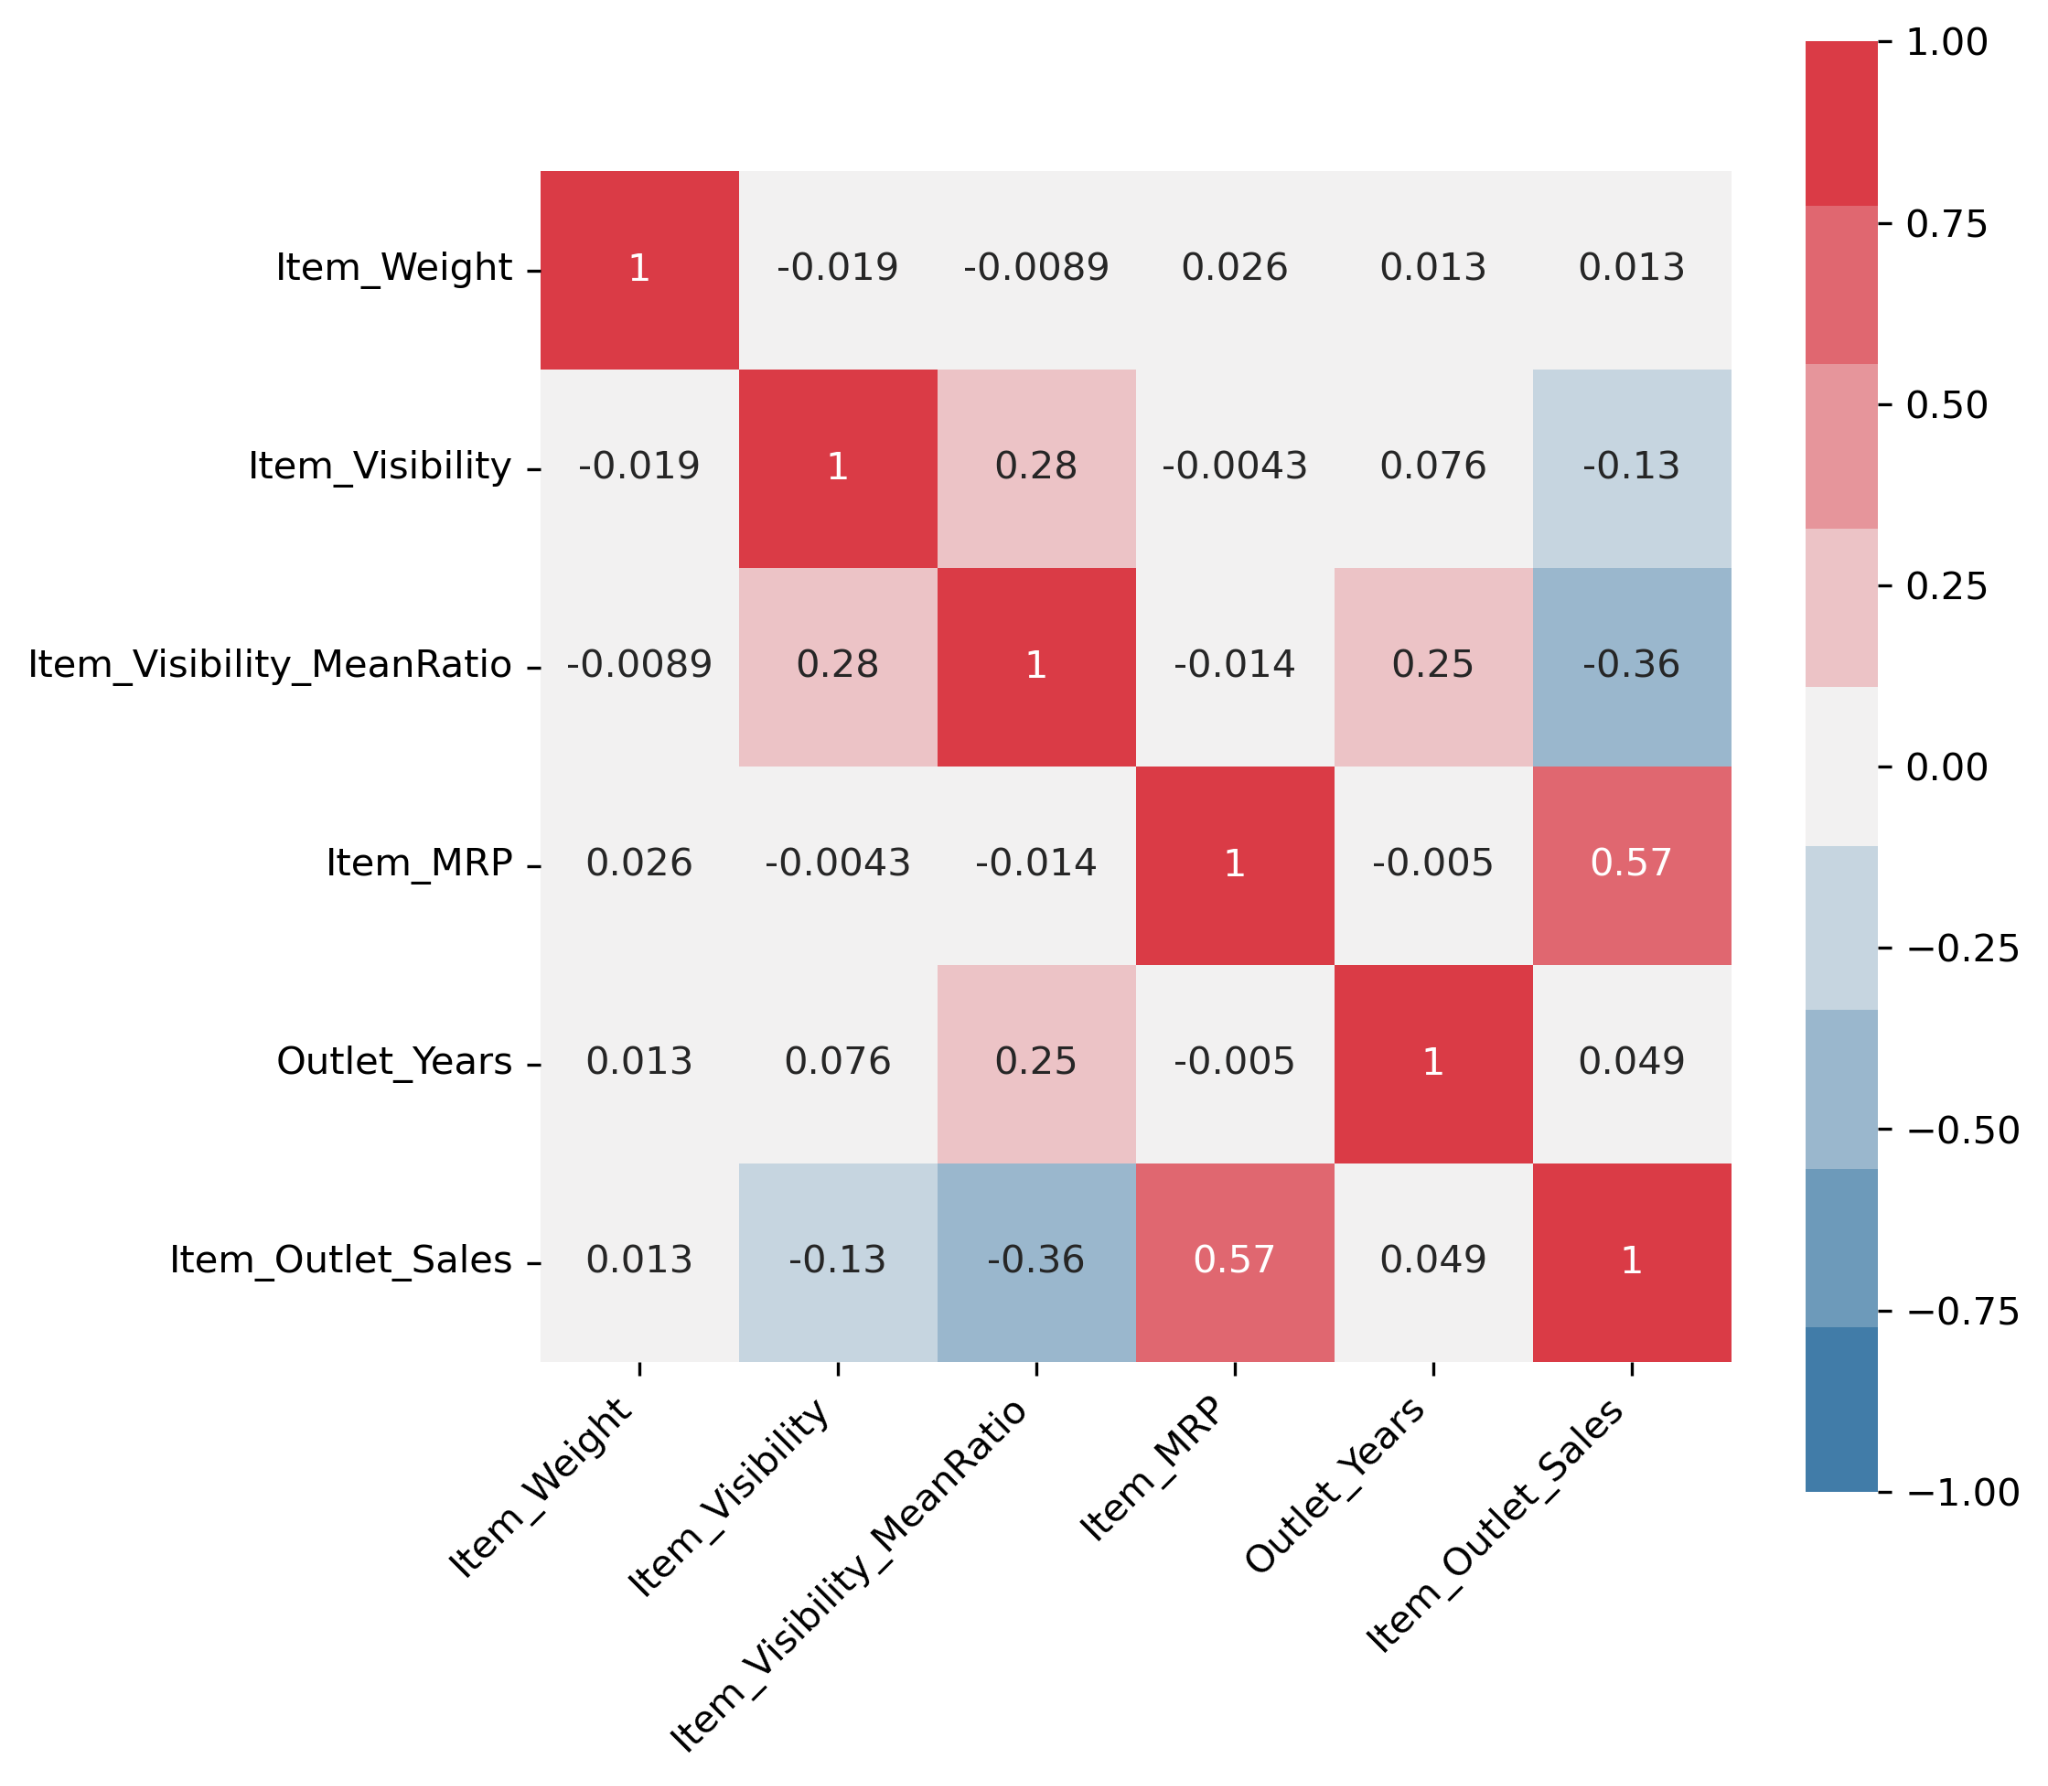 Item_Weight 1 -0.019 -0.0089 0.026 0.013 0.013
Item_Visibility -0.019 1 0.28 -0.0043 0.076 -0.13
Item_Visibility_MeanRatio -0.0089 0.28 1 -0.014 0.25 -0.36
Item_MRP 0.026 -0.0043 -0.014 1 -0.005 0.57
Outlet_Years 0.013 0.076 0.25 -0.005 1 0.049
Item_Outlet_Sales 0.013 -0.13 -0.36 0.57 0.049 1
Item_Weight
Item_Visibility
Item_Visibility_MeanRatio
Item_MRP
Outlet_Years
Item_Outlet_Sales
1.00
0.75
0.50
0.25
0.00
−0.25
−0.50
−0.75
−1.00